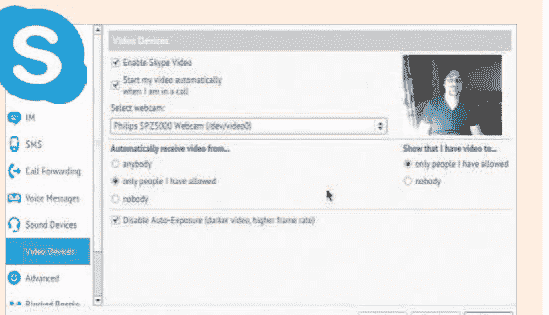 S
Video Devices
Enable Skype Video
Start my video automatically
when I am in a call
Select webcam:
Philips SPZ5000 Webcam (/dev/video0)
Automatically receive video from...
anybody
only people I have allowed
nobody
Show that I have video to...
only people I have allowed
nobody
Disable Auto-Exposure (darker video, higher frame rate)
IM
SMS
Call Forwarding
Voice Messages
Sound Devices
Video Devices
Advanced
Blocked People